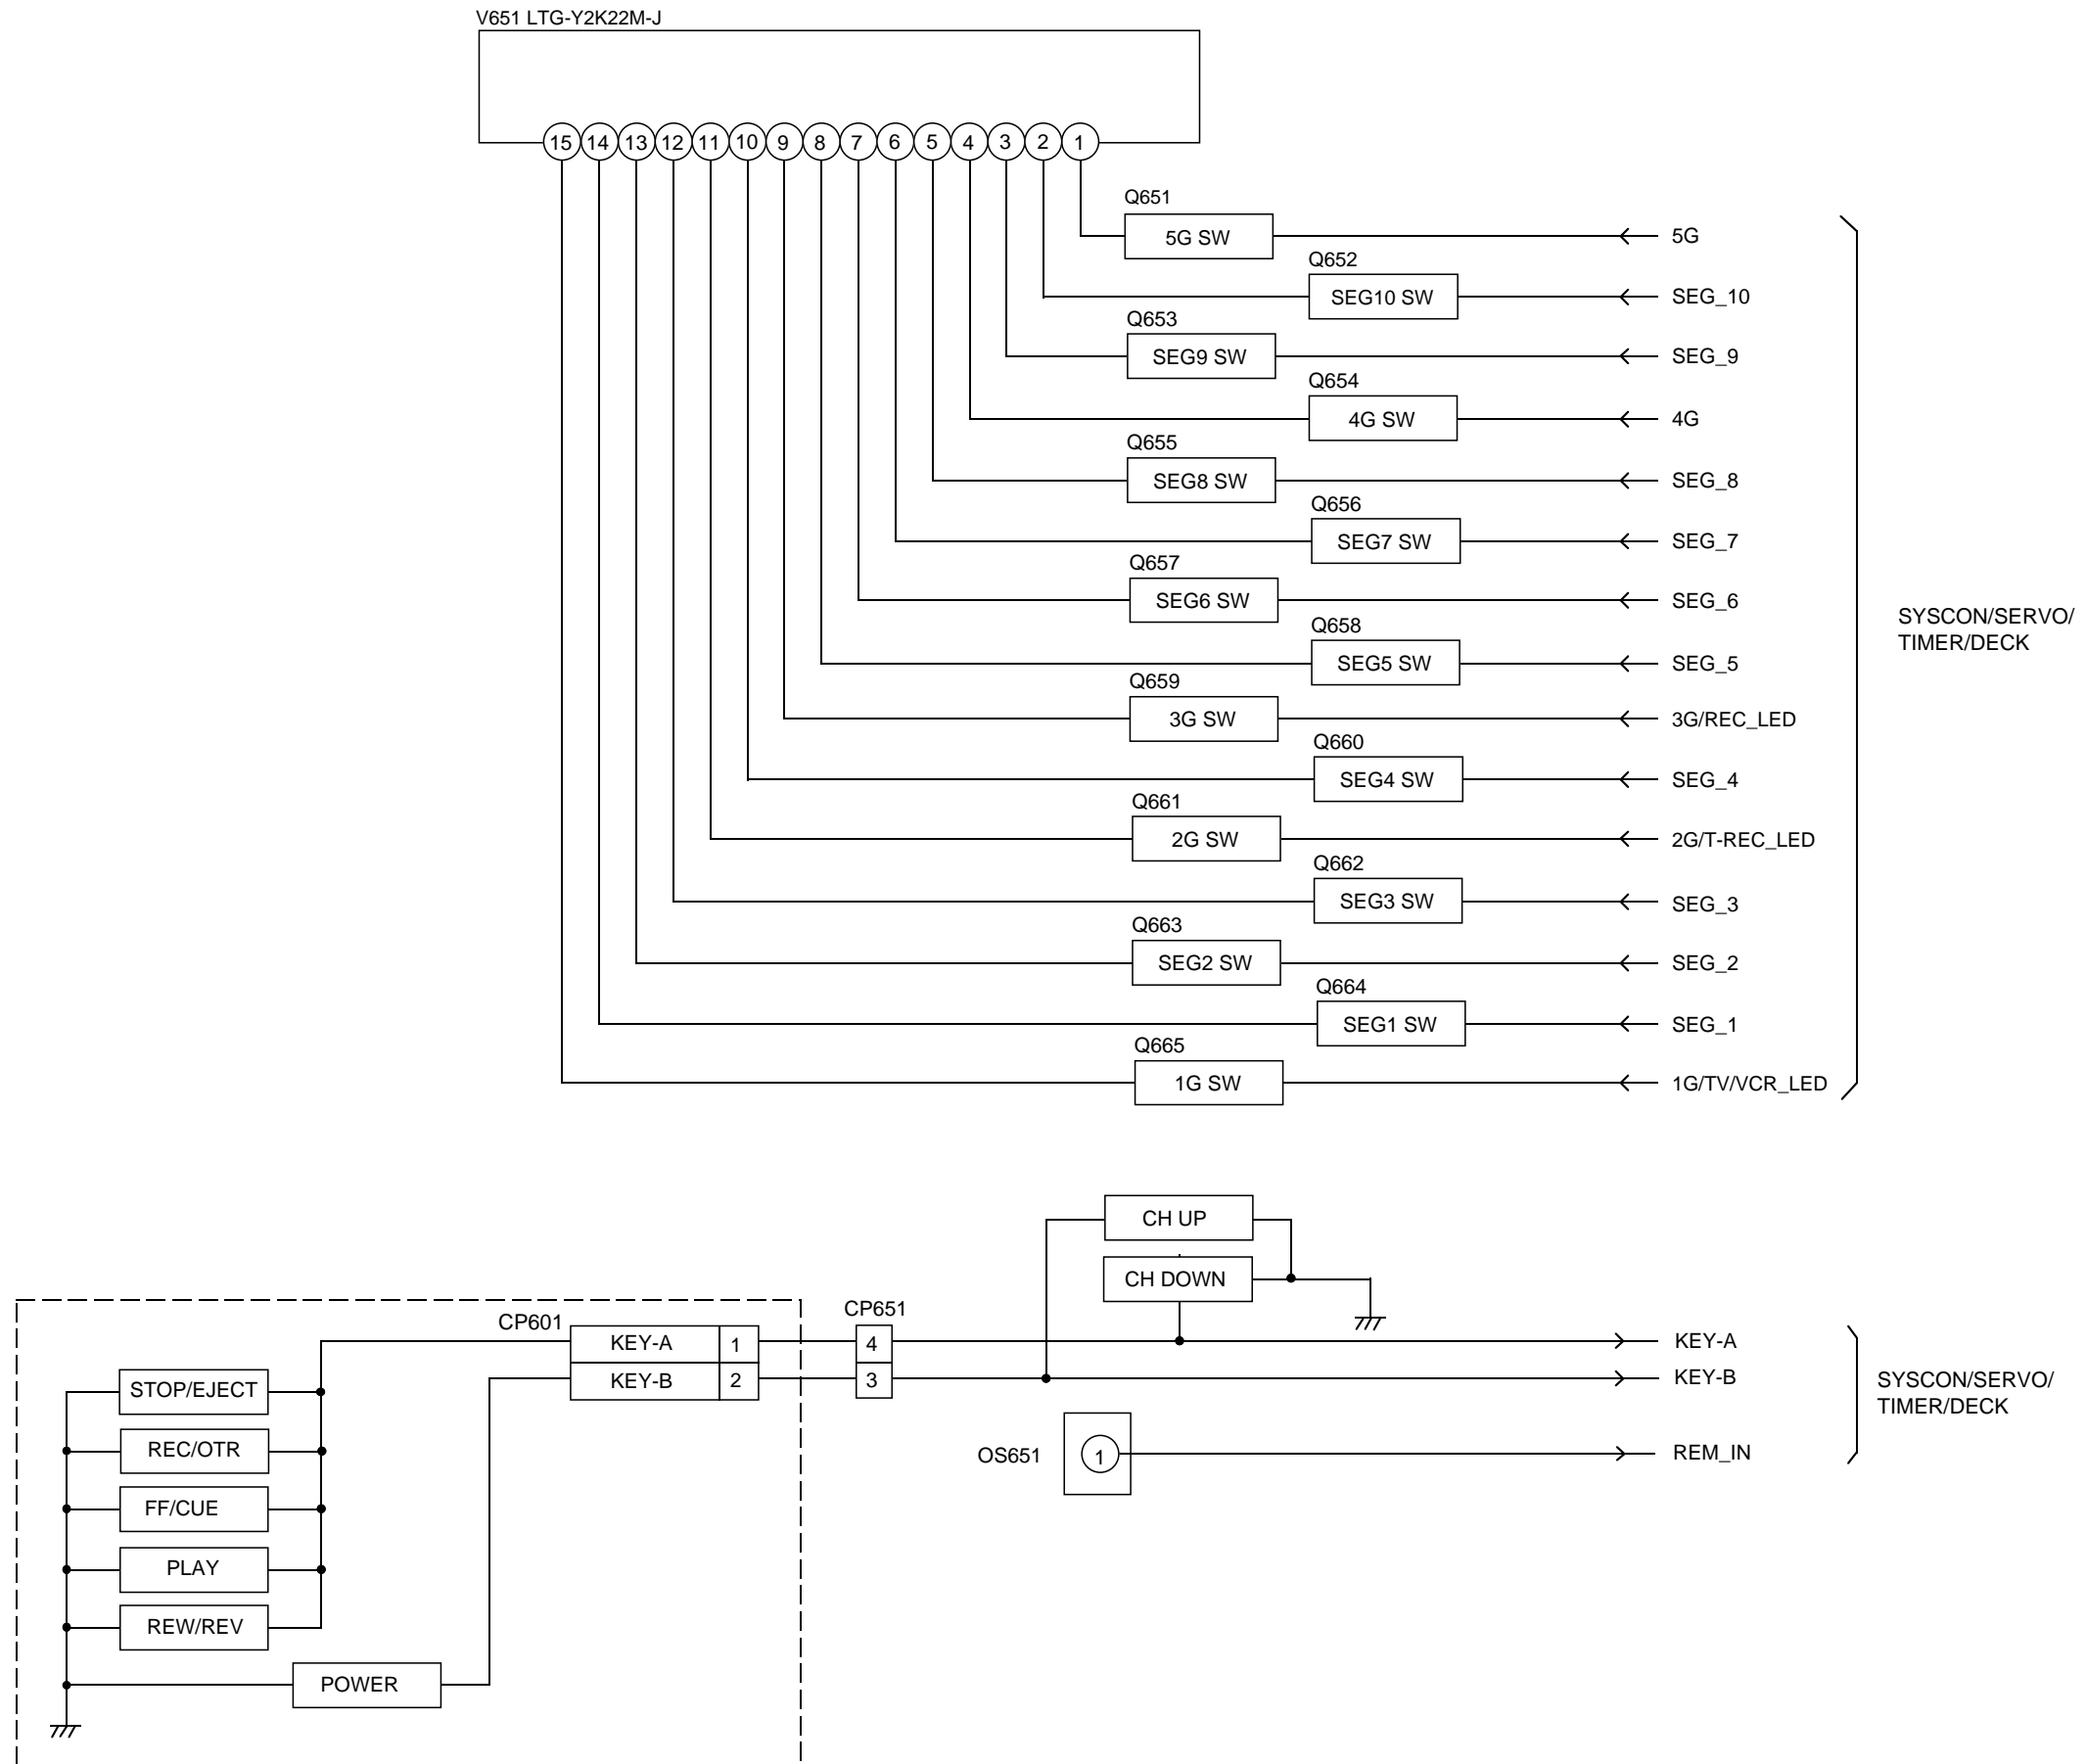 V651 LTG-Y2K22M-J
15 14 13 12 11 10 9 8 7 6 5 4 3 2 1
Q651
5G SW
5G
Q652
SEG10 SW
SEG_10
Q653
SEG9 SW
SEG_9
Q654
4G SW
4G
Q655
SEG8 SW
SEG_8
Q656
SEG7 SW
SEG_7
Q657
SEG6 SW
SEG_6
SYSCON/SERVO/
TIMER/DECK
Q658
SEG5 SW
SEG_5
Q659
3G SW
3G/REC_LED
Q660
SEG4 SW
SEG_4
Q661
2G SW
2G/T-REC_LED
Q662
SEG3 SW
SEG_3
Q663
SEG2 SW
SEG_2
Q664
SEG1 SW
SEG_1
Q665
1G SW
1G/TV/VCR_LED
CH UP
CH DOWN
CP601
CP651
KEY-A 1
4
KEY-A
KEY-B 2
3
KEY-B
SYSCON/SERVO/
TIMER/DECK
STOP/EJECT
REC/OTR
OS651
1
REM_IN
FF/CUE
PLAY
REW/REV
POWER